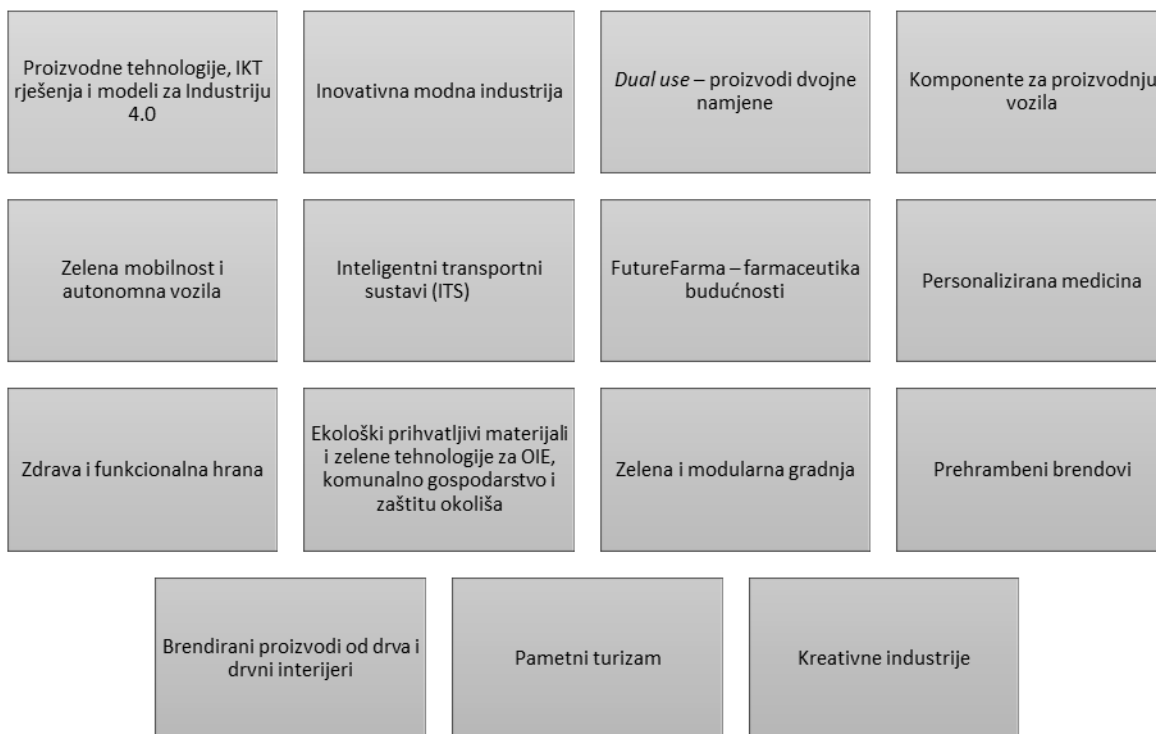 Proizvodne tehnologije, IKT
rješenja i modeli za Industriju
4.0
Inovativna modna industrija
Dual use – proizvodi dvojne
namjene
Komponente za proizvodnju
vozila
Zelena mobilnost i
autonomna vozila
Inteligentni transportni
sustavi (ITS)
FutureFarma – farmaceutika
budućnosti
Personalizirana medicina
Zdrava i funkcionalna hrana
Ekološki prihvatljivi materijali
i zelene tehnologije za OIE,
komunalno gospodarstvo i
zaštitu okoliša
Zelena i modularna gradnja
Prehrambeni brendovi
Brendirani proizvodi od drva i
drvni interijeri
Pametni turizam
Kreativne industrije